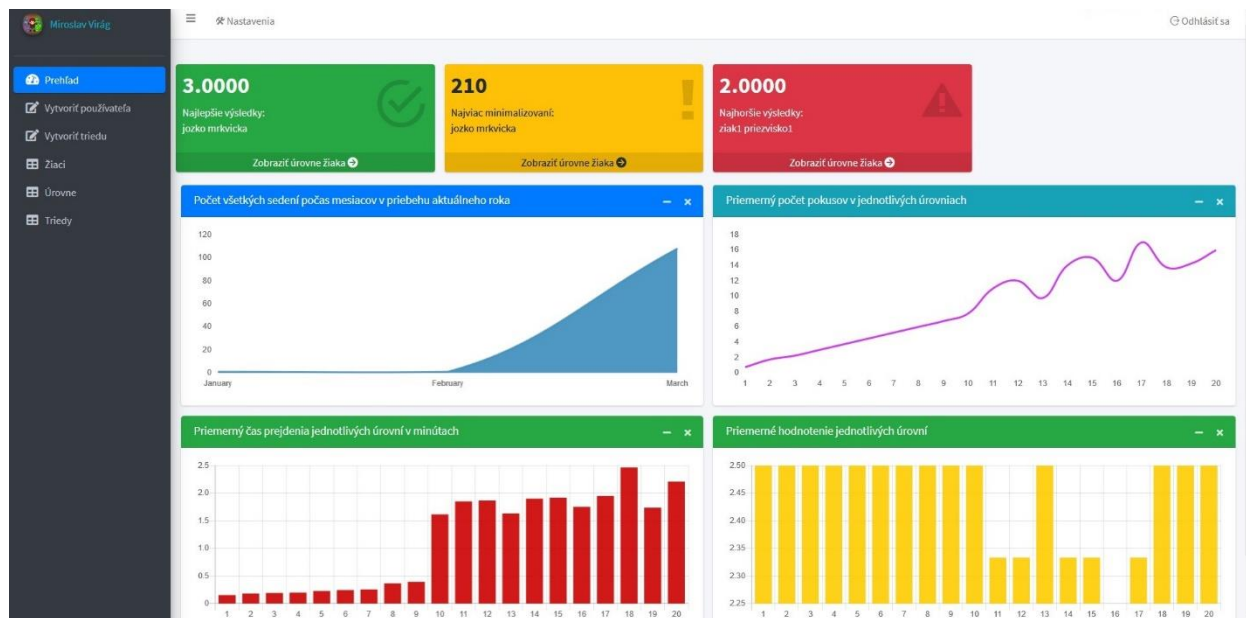 Miroslav Virág
Nastavenia
Odhlásiť sa
Prehľad
Vytvoriť používateľa
Vytvoriť triedu
Žiaci
Úrovne
Triedy
3.0000
Najlepšie výsledky:
jozko mrkvicka
Zobraziť úrovne žiaka
210
Najviac minimalizovaní:
jozko mrkvicka
Zobraziť úrovne žiaka
2.0000
Najhoršie výsledky:
ziak1 priezvisko1
Zobraziť úrovne žiaka
Počet všetkých sedení počas mesiacov v priebehu aktuálneho roka
120
100
80
60
40
20
0
January February March
Priemerný počet pokusov v jednotlivých úrovniach
18
16
14
12
10
8
6
4
2
0
1 2 3 4 5 6 7 8 9 10 11 12 13 14 15 16 17 18 19 20
Priemerný čas prejdenia jednotlivých úrovní v minútach
2.5
2.0
1.5
1.0
0.5
0
1 2 3 4 5 6 7 8 9 10 11 12 13 14 15 16 17 18 19 20
Priemerné hodnotenie jednotlivých úrovní
2.50
2.45
2.40
2.35
2.30
2.25
1 2 3 4 5 6 7 8 9 10 11 12 13 14 15 16 17 18 19 20